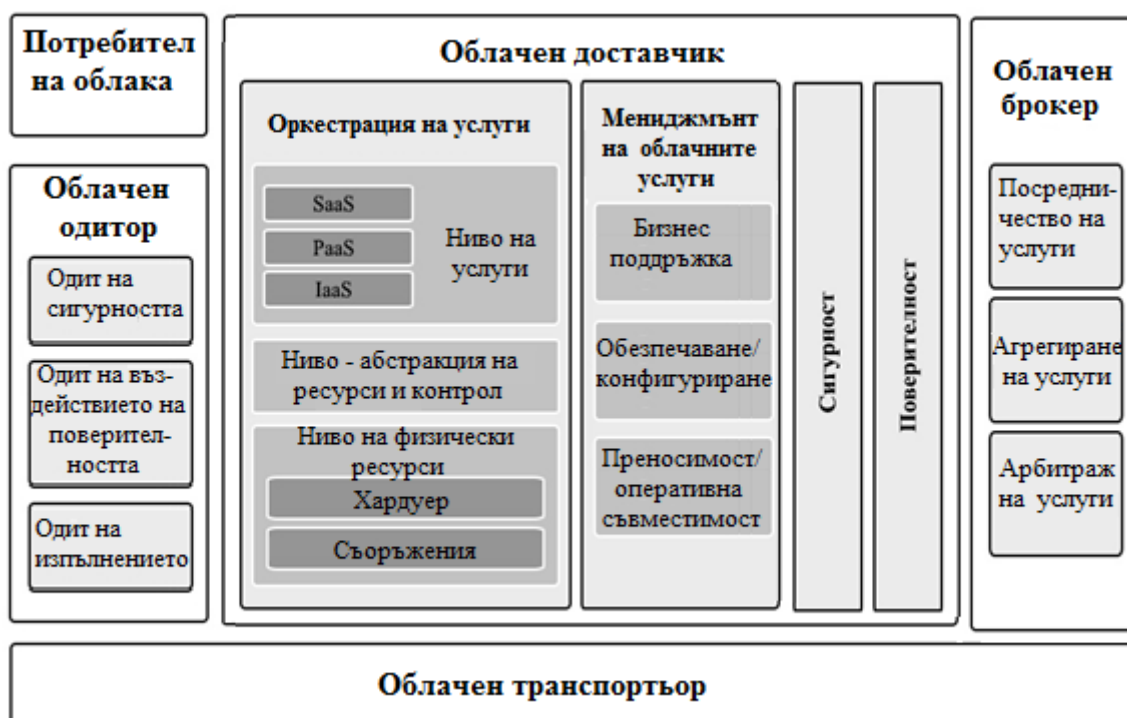 Потребител
на облака
Облачен
одитор
Одит на
сигурността
Одит на въз-
действието на
поверител-
ността
Одит на
изпълнението
Облачен доставчик
Оркестрация на услуги
SaaS
PaaS
IaaS
Ниво на
услуги
Ниво - абстракция на
ресурси и контрол
Ниво на физически
ресурси
Хардуер
Съоръжения
Мениджмънт
на облачните
услуги
Бизнес
поддръжка
Обезпечаване/
конфигуриране
Преносимост/
оперативна
съвместимост
Сигурност
Поверителност
Облачен
брокер
Посредни-
чество на
услуги
Агрегиране
на услуги
Арбитраж
на услуги
Облачен транспортьор